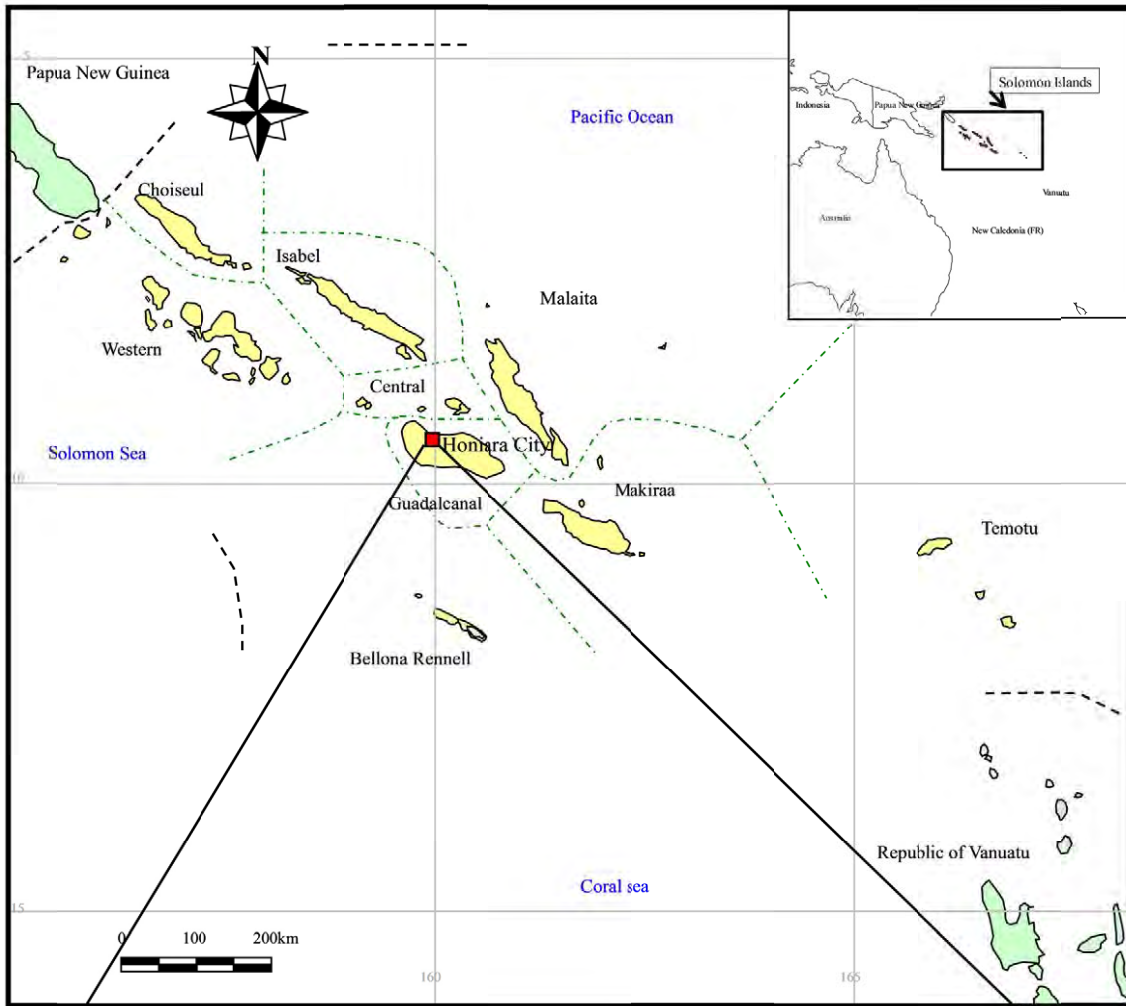 5
N
Papua New Guinea
Pacific Ocean
Solomon Islands
Indonesia
Papua New Guinea
Vanuatu
Australia
New Caledonia (FR)
Choiseul
Isabel
Malaita
Western
Central
Solomon Sea
Honiara City
10
Guadalcanal
Makiraa
Temotu
Bellona Rennell
Republic of Vanuatu
Coral sea
15
0 100 200km
160
165